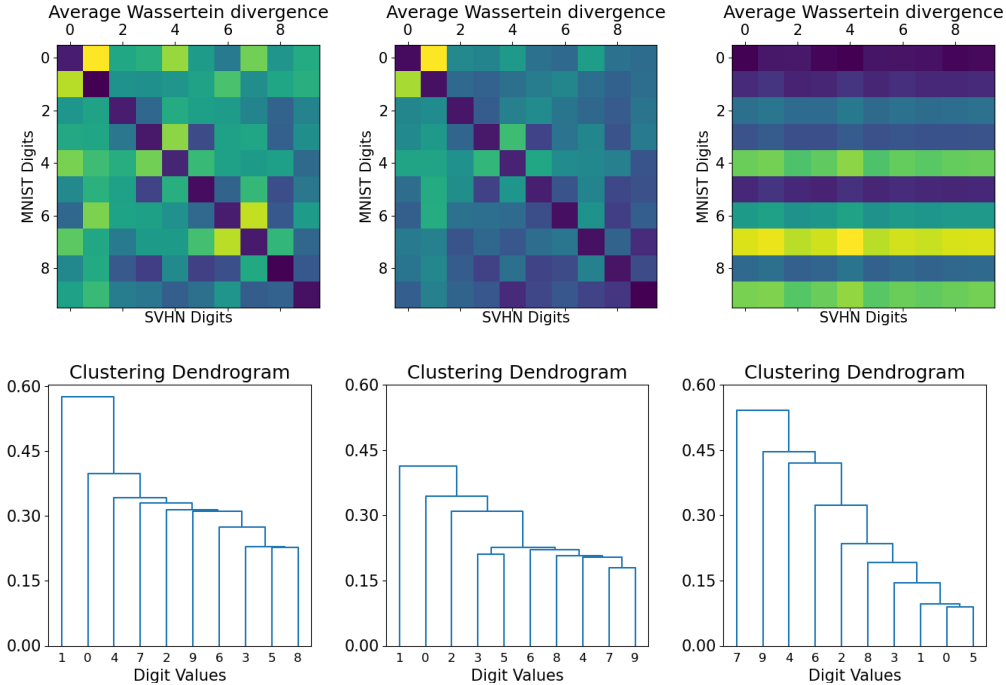 Average Wassertein divergence
0 2 4 6 8
MNIST Digits
0
2
4
6
8
SVHN Digits
Average Wassertein divergence
0 2 4 6 8
MNIST Digits
0
2
4
6
8
SVHN Digits
Average Wassertein divergence
0 2 4 6 8
MNIST Digits
0
2
4
6
8
SVHN Digits
Clustering Dendrogram
0.60
0.45
0.30
0.15
0.00
1 0 4 7 2 9 6 3 5 8
Digit Values
Clustering Dendrogram
0.60
0.45
0.30
0.15
0.00
1 0 2 3 5 6 8 4 7 9
Digit Values
Clustering Dendrogram
0.60
0.45
0.30
0.15
0.00
7 9 4 6 2 8 3 1 0 5
Digit Values